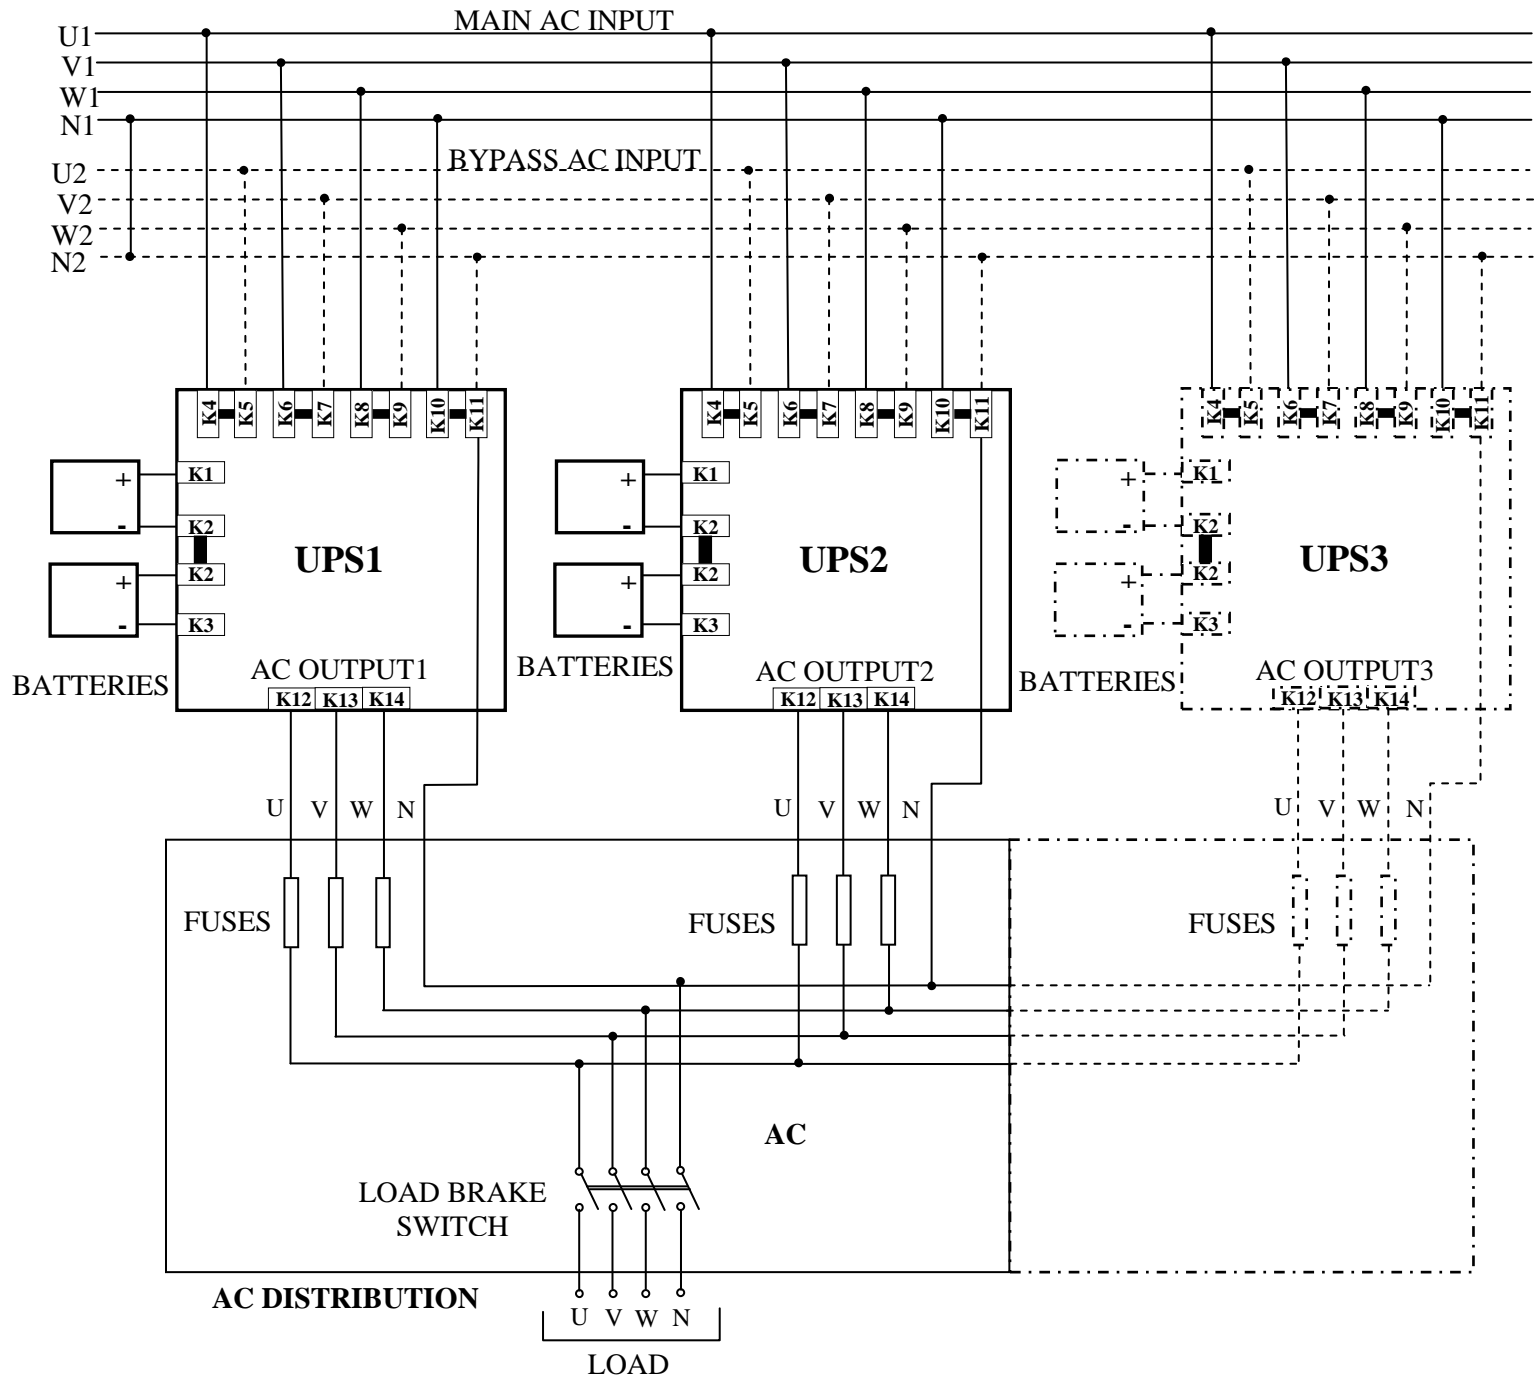 MAIN AC INPUT
U1
V1
W1
N1
BYPASS AC INPUT
U2
V2
W2
N2
K4 K5 K6 K7 K8 K9 K10 K11
K4 K5 K6 K7 K8 K9 K10 K11
K4 K5 K6 K7 K8 K9 K10 K11
+ K1
- K2
UPS1
+ K2
- K3
BATTERIES
AC OUTPUT1
K12 K13 K14
+ K1
- K2
UPS2
+ K2
- K3
BATTERIES
AC OUTPUT2
K12 K13 K14
+ K1
- K2
UPS3
+ K2
- K3
BATTERIES
AC OUTPUT3
K12 K13 K14
U V W N
U V W N
U V W N
FUSES
FUSES
FUSES
AC
LOAD BRAKE
SWITCH
AC DISTRIBUTION
U V W N
LOAD